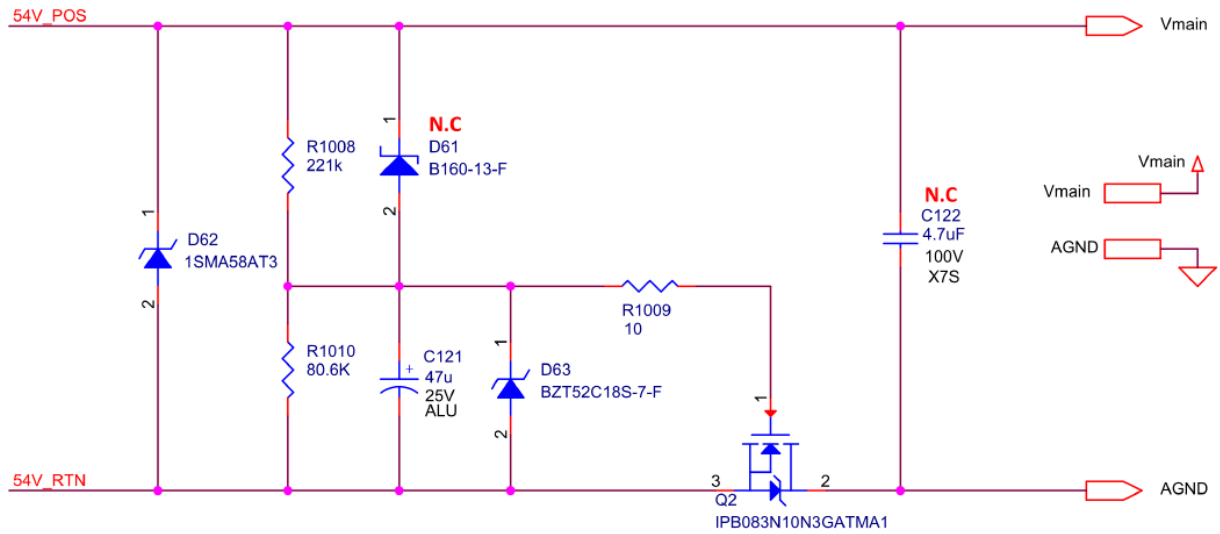 54V_POS
Vmain
1
N.C
D61
B160-13-F
2
R1008
221k
1
D62
1SMA58AT3
2
Vmain
Vmain
AGND
N.C
C122
4.7uF
100V
X7S
R1009
10
R1010
80.6K
C121
+
47u
25V
ALU
1
D63
BZT52C18S-7-F
2
1
54V_RTN
3
Q2
2
IPB083N10N3GATMA1
AGND